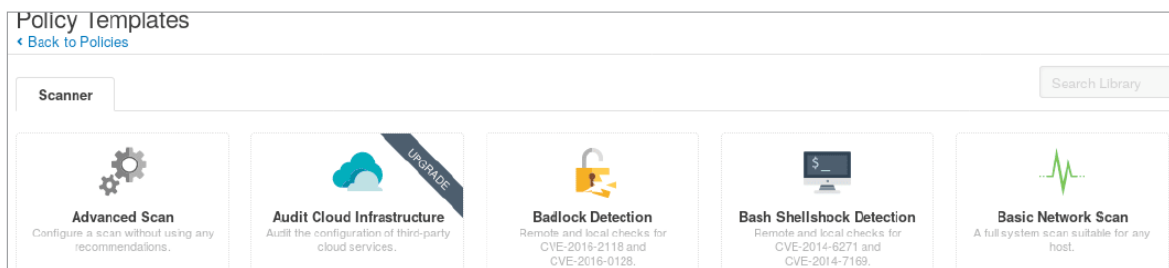 Policy Templates
< Back to Policies
Scanner
Search Library
UPGRADE
$_
Advanced Scan
Configure a scan without using any
recommendations.
Audit Cloud Infrastructure
Audit the configuration of third-party
cloud services.
Badlock Detection
Remote and local checks for
CVE-2016-2118 and
CVE-2016-0128.
Bash Shellshock Detection
Remote and local checks for
CVE-2014-6271 and
CVE-2014-7169.
Basic Network Scan
A full system scan suitable for any
host.